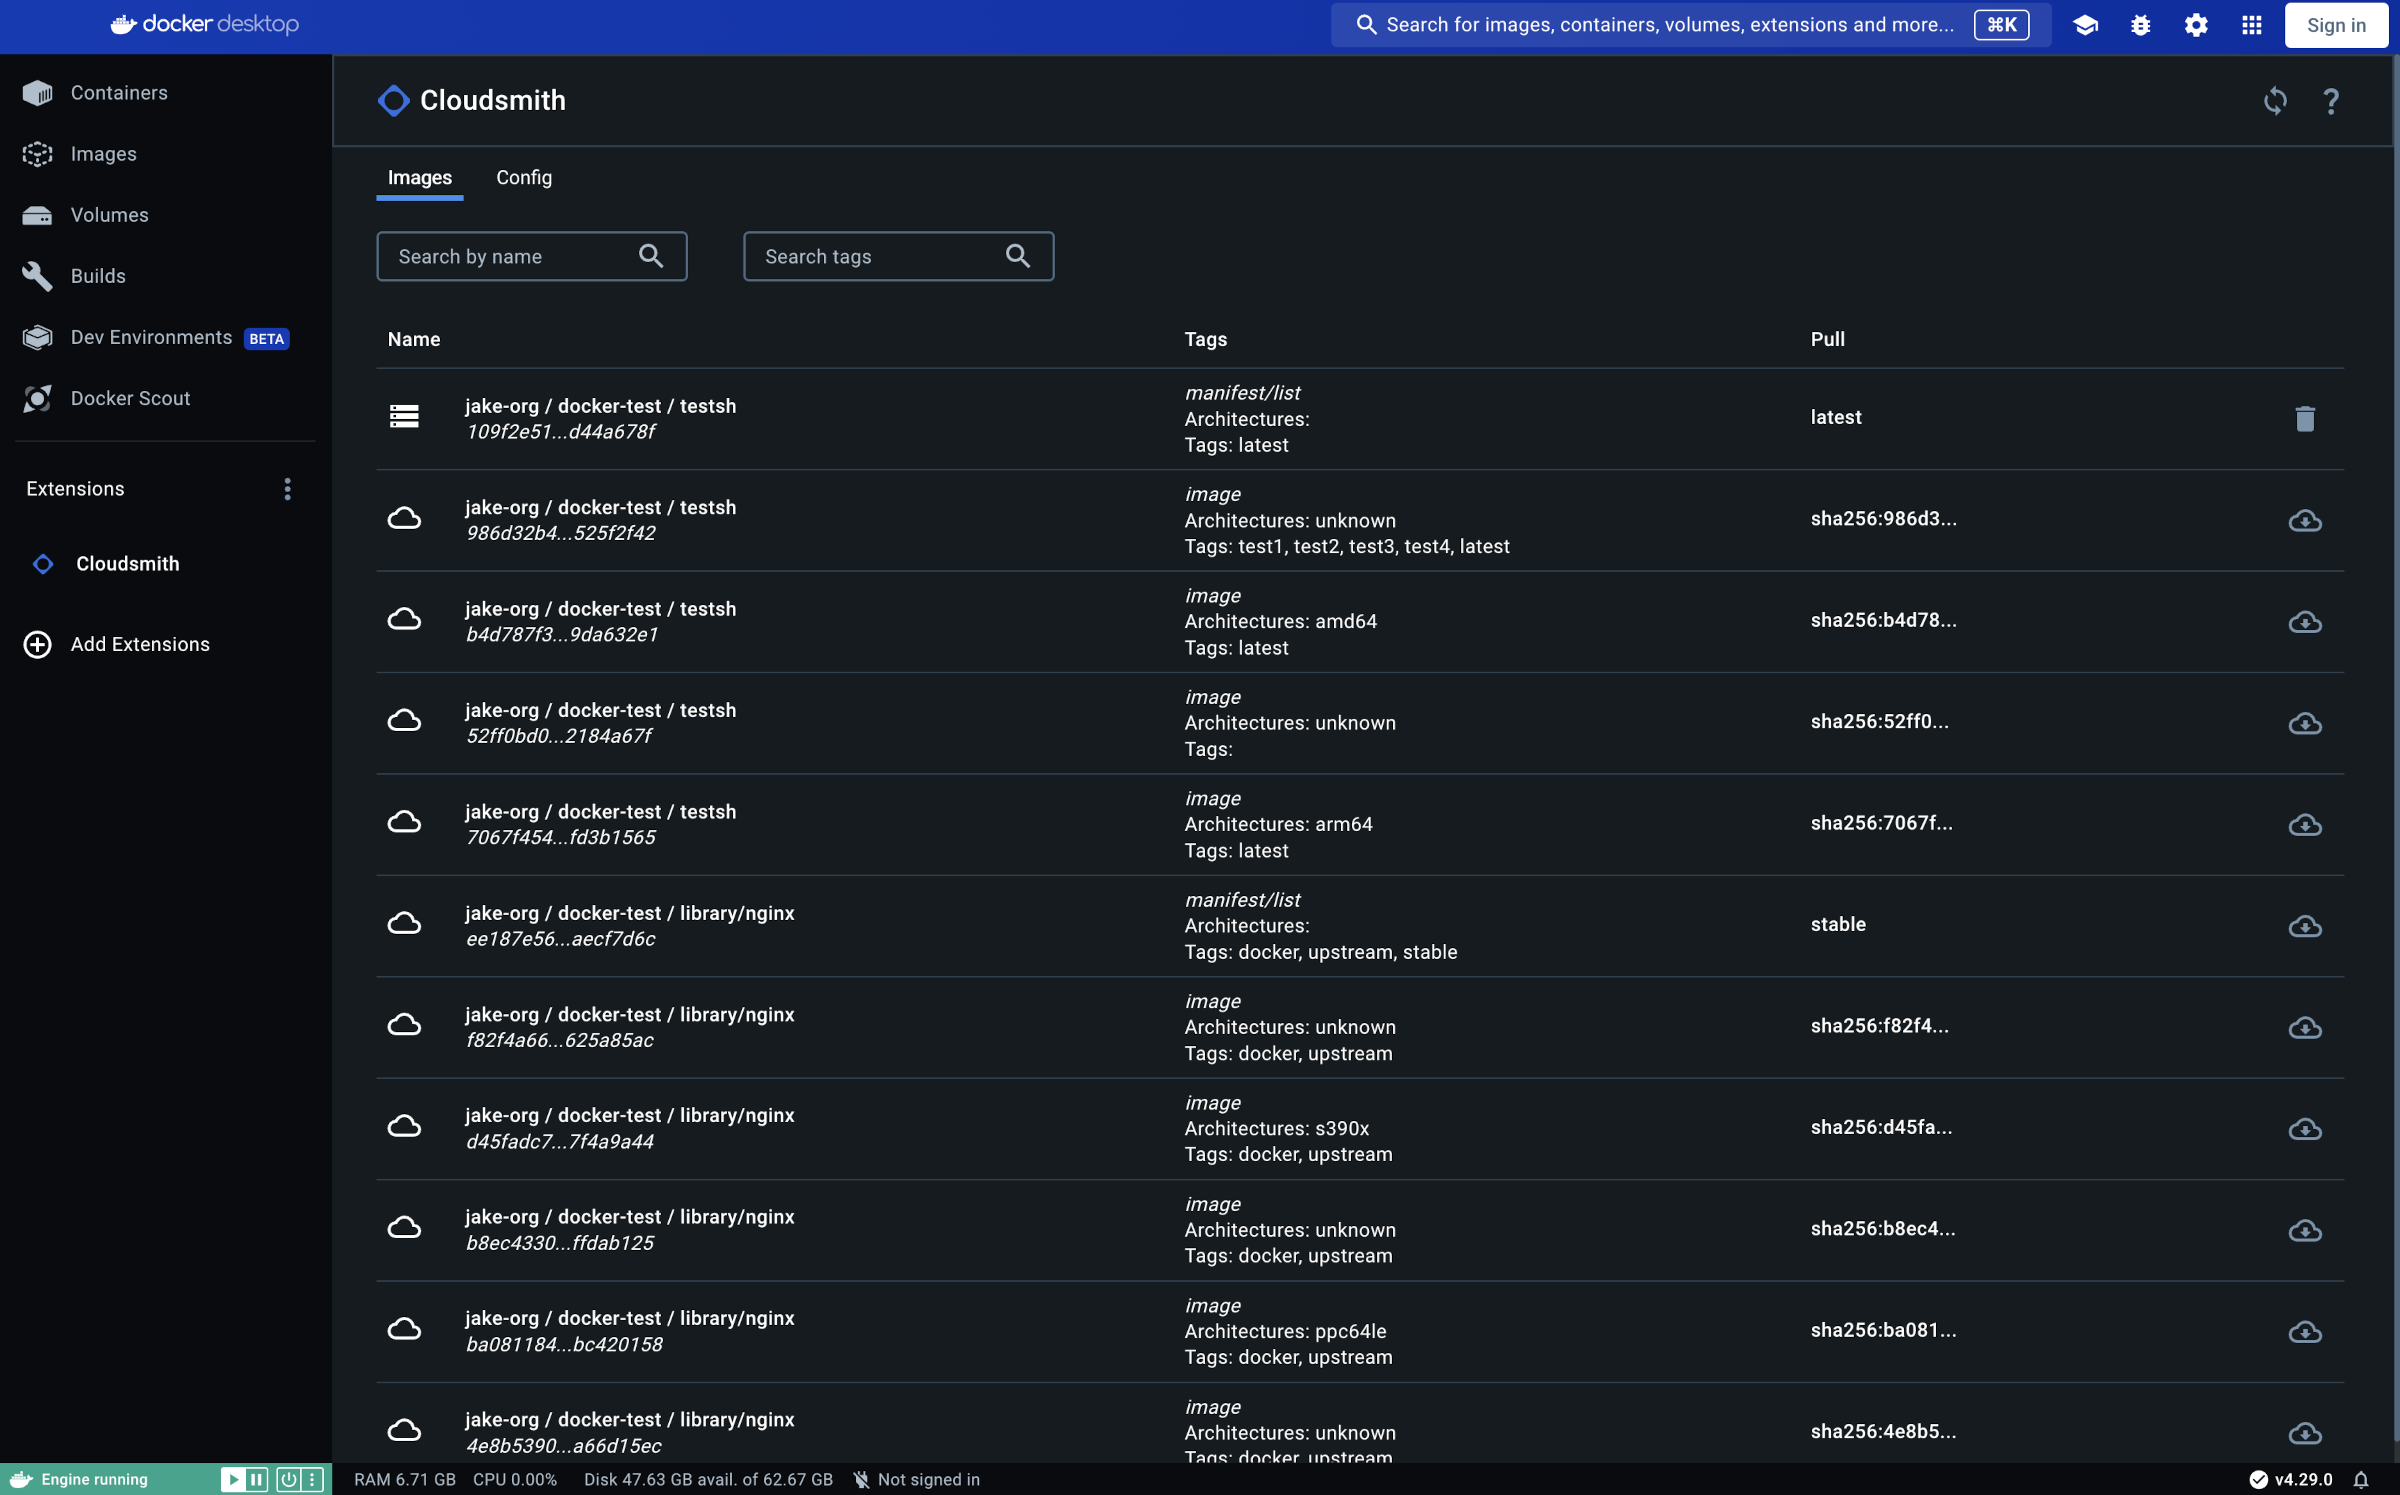 docker desktop
Search for images, containers, volumes, extensions and more... ⌘K
Sign in
Containers
Images
Volumes
Builds
Dev Environments BETA
Docker Scout
Extensions
Cloudsmith
Add Extensions
Cloudsmith
?
Images Config
Search by name Search tags
Name Tags Pull
jake-org / docker-test / testsh
109f2e51...d44a678f
manifest/list
Architectures:
Tags: latest
latest
jake-org / docker-test / testsh
986d32b4...525f2f42
image
Architectures: unknown
Tags: test1, test2, test3, test4, latest
sha256:986d3...
jake-org / docker-test / testsh
b4d787f3...9da632e1
image
Architectures: amd64
Tags: latest
sha256:b4d78...
jake-org / docker-test / testsh
52ff0bd0...2184a67f
image
Architectures: unknown
Tags:
sha256:52ff0...
jake-org / docker-test / testsh
7067f454...fd3b1565
image
Architectures: arm64
Tags: latest
sha256:7067f...
jake-org / docker-test / library/nginx
ee187e56...aecf7d6c
manifest/list
Architectures:
Tags: docker, upstream, stable
stable
jake-org / docker-test / library/nginx
f82f4a66...625a85ac
image
Architectures: unknown
Tags: docker, upstream
sha256:f82f4...
jake-org / docker-test / library/nginx
d45fadc7...7f4a9a44
image
Architectures: s390x
Tags: docker, upstream
sha256:d45fa...
jake-org / docker-test / library/nginx
b8ec4330...ffdab125
image
Architectures: unknown
Tags: docker, upstream
sha256:b8ec4...
jake-org / docker-test / library/nginx
ba081184...bc420158
image
Architectures: ppc64le
Tags: docker, upstream
sha256:ba081...
jake-org / docker-test / library/nginx
4e8b5390...a66d15ec
image
Architectures: unknown
Tags: docker, upstream
sha256:4e8b5...
Engine running
RAM 6.71 GB CPU 0.00% Disk 47.63 GB avail. of 62.67 GB Not signed in
v4.29.0